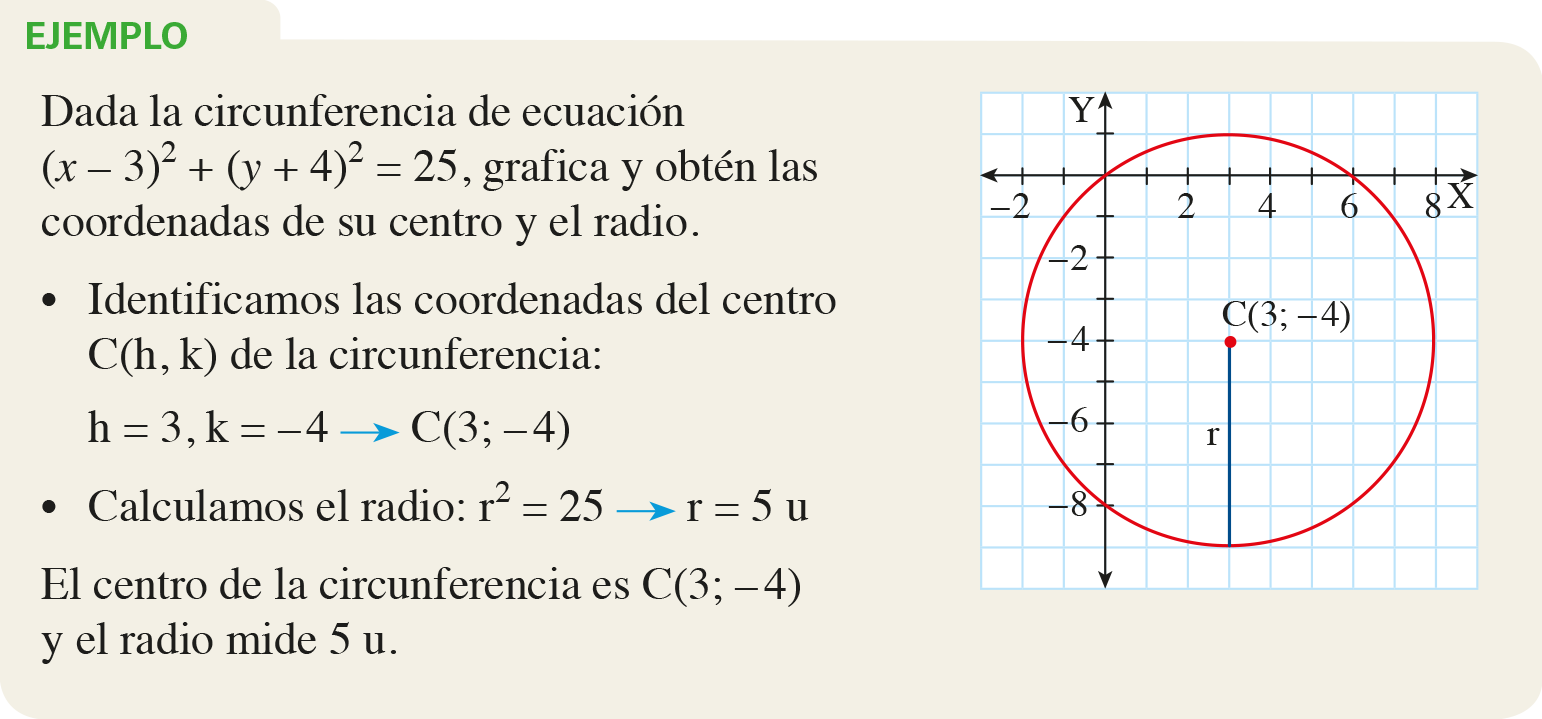 EJEMPLO
Dada la circunferencia de ecuación
(x – 3)² + (y + 4)² = 25, grafica y obtén las
coordenadas de su centro y el radio.
• Identificamos las coordenadas del centro
C(h, k) de la circunferencia:
h = 3, k = –4 → C(3; –4)
• Calculamos el radio: r² = 25 → r = 5 u
El centro de la circunferencia es C(3; –4)
y el radio mide 5 u.
Y
–2 2 4 6 8 X
–2
C(3; –4)
–4
–6
r
–8